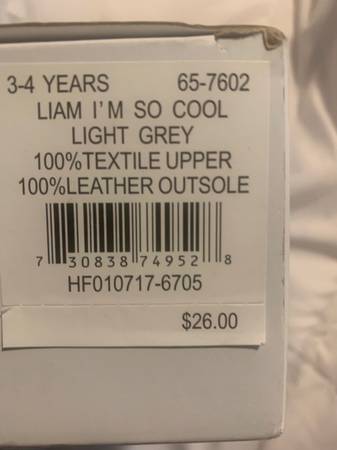 3-4 YEARS 65-7602
LIAM I'M SO COOL
LIGHT GREY
100%TEXTILE UPPER
100%LEATHER OUTSOLE
7 30838 74952 8
HF010717-6705
$26.00